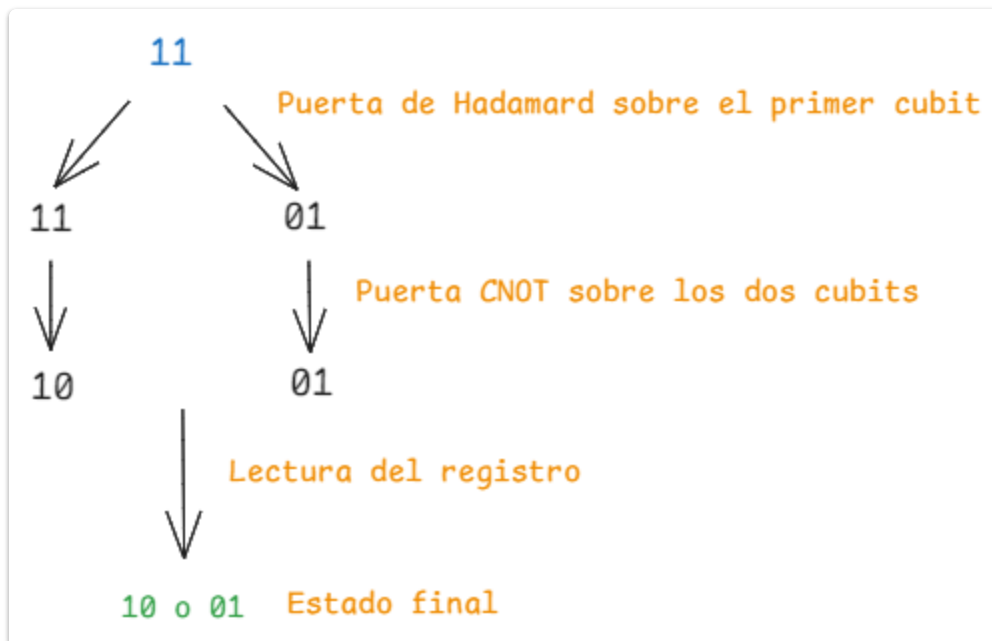 11
Puerta de Hadamard sobre el primer cubit
11 01
Puerta CNOT sobre los dos cubits
10 01
Lectura del registro
10 o 01 Estado final